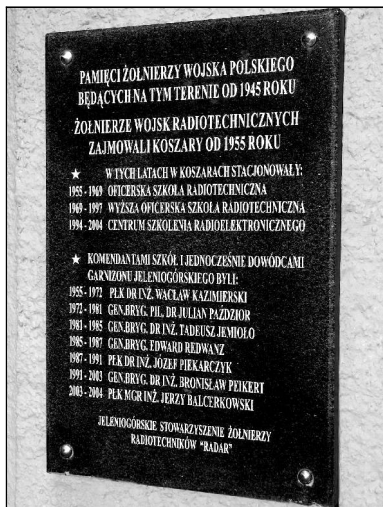 PAMIĘCI ŻOŁNIERZY WOJSKA POLSKIEGO
BĘDĄCYCH NA TYM TERENIE OD 1945 ROKU
ŻOŁNIERZE WOJSK RADIOTECHNICZNYCH
ZAJMOWALI KOSZARY OD 1955 ROKU
★ W TYCH LATACH W KOSZARACH STACJONOWAŁY:
1955 - 1969 OFICERSKA SZKOŁA RADIOTECHNICZNA
1969 - 1997 WYŻSZA OFICERSKA SZKOŁA RADIOTECHNICZNA
1994 - 2004 CENTRUM SZKOLENIA RADIOELEKTRONICZNEGO
★ KOMENDANTAMI SZKÓŁ I JEDNOCZEŚNIE DOWÓDCAMI
GARNIZONU JELENIOGÓRSKIEGO BYLI:
1955 - 1972 PŁK DR INŻ. WACŁAW KAZIMIERSKI
1972 - 1981 GEN.BRYG. PIL. DR JULIAN PAŹDZIOR
1981 - 1985 GEN.BRYG. DR INŻ. TADEUSZ JEMIOŁO
1985 - 1987 GEN.BRYG. EDWARD REDWANZ
1987 - 1991 PŁK DR INŻ. JÓZEF PIEKARCZYK
1991 - 2003 GEN.BRYG. DR INŻ. BRONISŁAW PEIKERT
2003 - 2004 PŁK MGR INŻ. JERZY BALCERKOWSKI
JELENIOGÓRSKIE STOWARZYSZENIE ŻOŁNIERZY
RADIOTECHNIKÓW "RADAR"